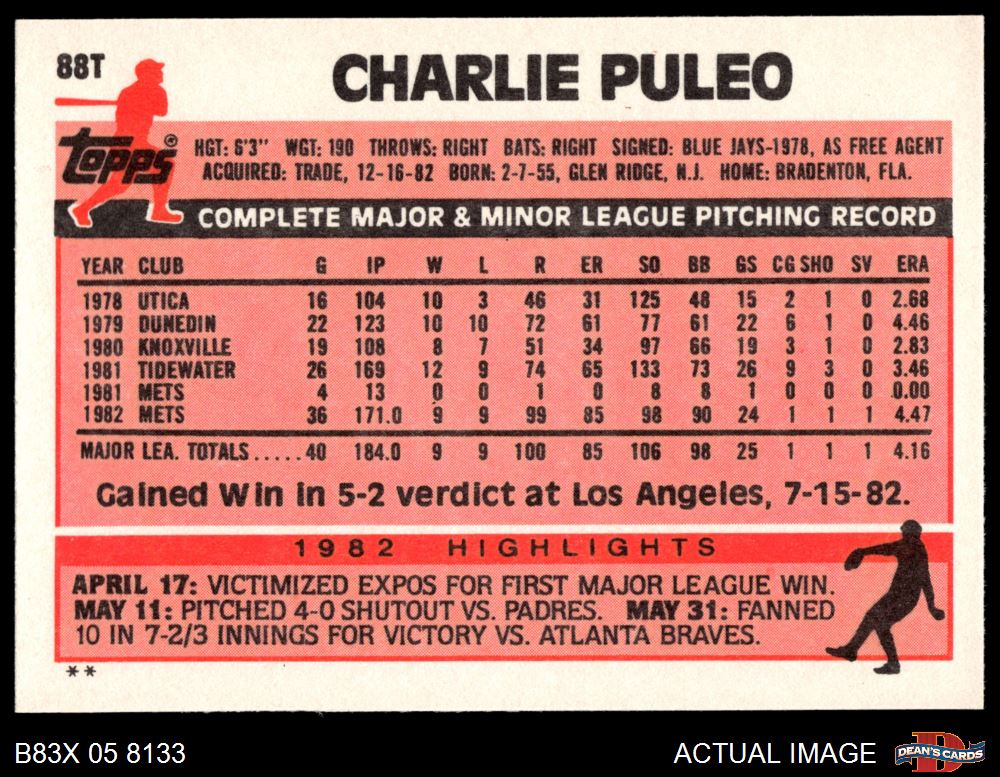 88T
CHARLIE PULEO
topps®
HGT: 6'3" WGT: 190 THROWS: RIGHT BATS: RIGHT SIGNED: BLUE JAYS-1978, AS FREE AGENT
ACQUIRED: TRADE, 12-16-82 BORN: 2-7-55, GLEN RIDGE, N.J. HOME: BRADENTON, FLA.
COMPLETE MAJOR & MINOR LEAGUE PITCHING RECORD
YEAR CLUB G IP W L R ER SO BB GS CG SHO SV ERA
1978 UTICA 16 104 10 3 46 31 125 48 15 2 1 0 2.68
1979 DUNEDIN 22 123 10 10 72 61 77 61 22 6 1 0 4.46
1980 KNOXVILLE 19 108 8 7 51 34 97 66 19 3 1 0 2.83
1981 TIDEWATER 26 169 12 9 74 65 133 73 26 9 3 0 3.46
1981 METS 4 13 0 0 1 0 8 8 1 0 0 0 0.00
1982 METS 36 171.0 9 9 99 85 98 90 24 1 1 1 4.47
MAJOR LEA. TOTALS.....40 184.0 9 9 100 85 106 98 25 1 1 1 4.16
Gained Win in 5-2 verdict at Los Angeles, 7-15-82.
1982 HIGHLIGHTS
APRIL 17: VICTIMIZED EXPOS FOR FIRST MAJOR LEAGUE WIN.
MAY 11: PITCHED 4-0 SHUTOUT VS. PADRES. MAY 31: FANNED
10 IN 7-2/3 INNINGS FOR VICTORY VS. ATLANTA BRAVES.
**
B83X 05 8133
ACTUAL IMAGE
D
DEAN'S CARDS